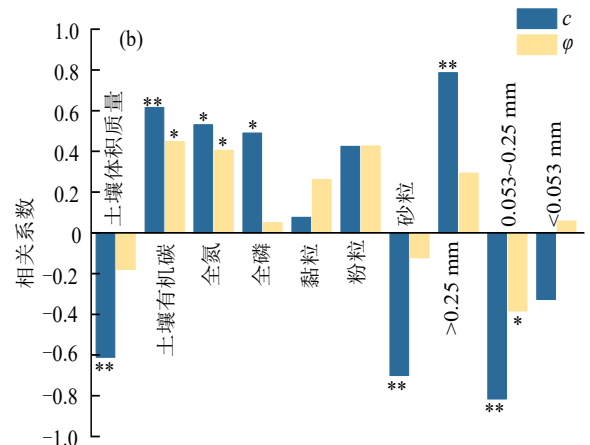 (b)
c
φ
相关系数
1.0
0.8
0.6
0.4
0.2
0
−0.2
−0.4
−0.6
−0.8
−1.0
土壤体积质量
土壤有机碳
全氮
全磷
黏粒
粉粒
砂粒
>0.25 mm
0.053~0.25 mm
<0.053 mm
**
**
*
*
*
*
**
**
**
*